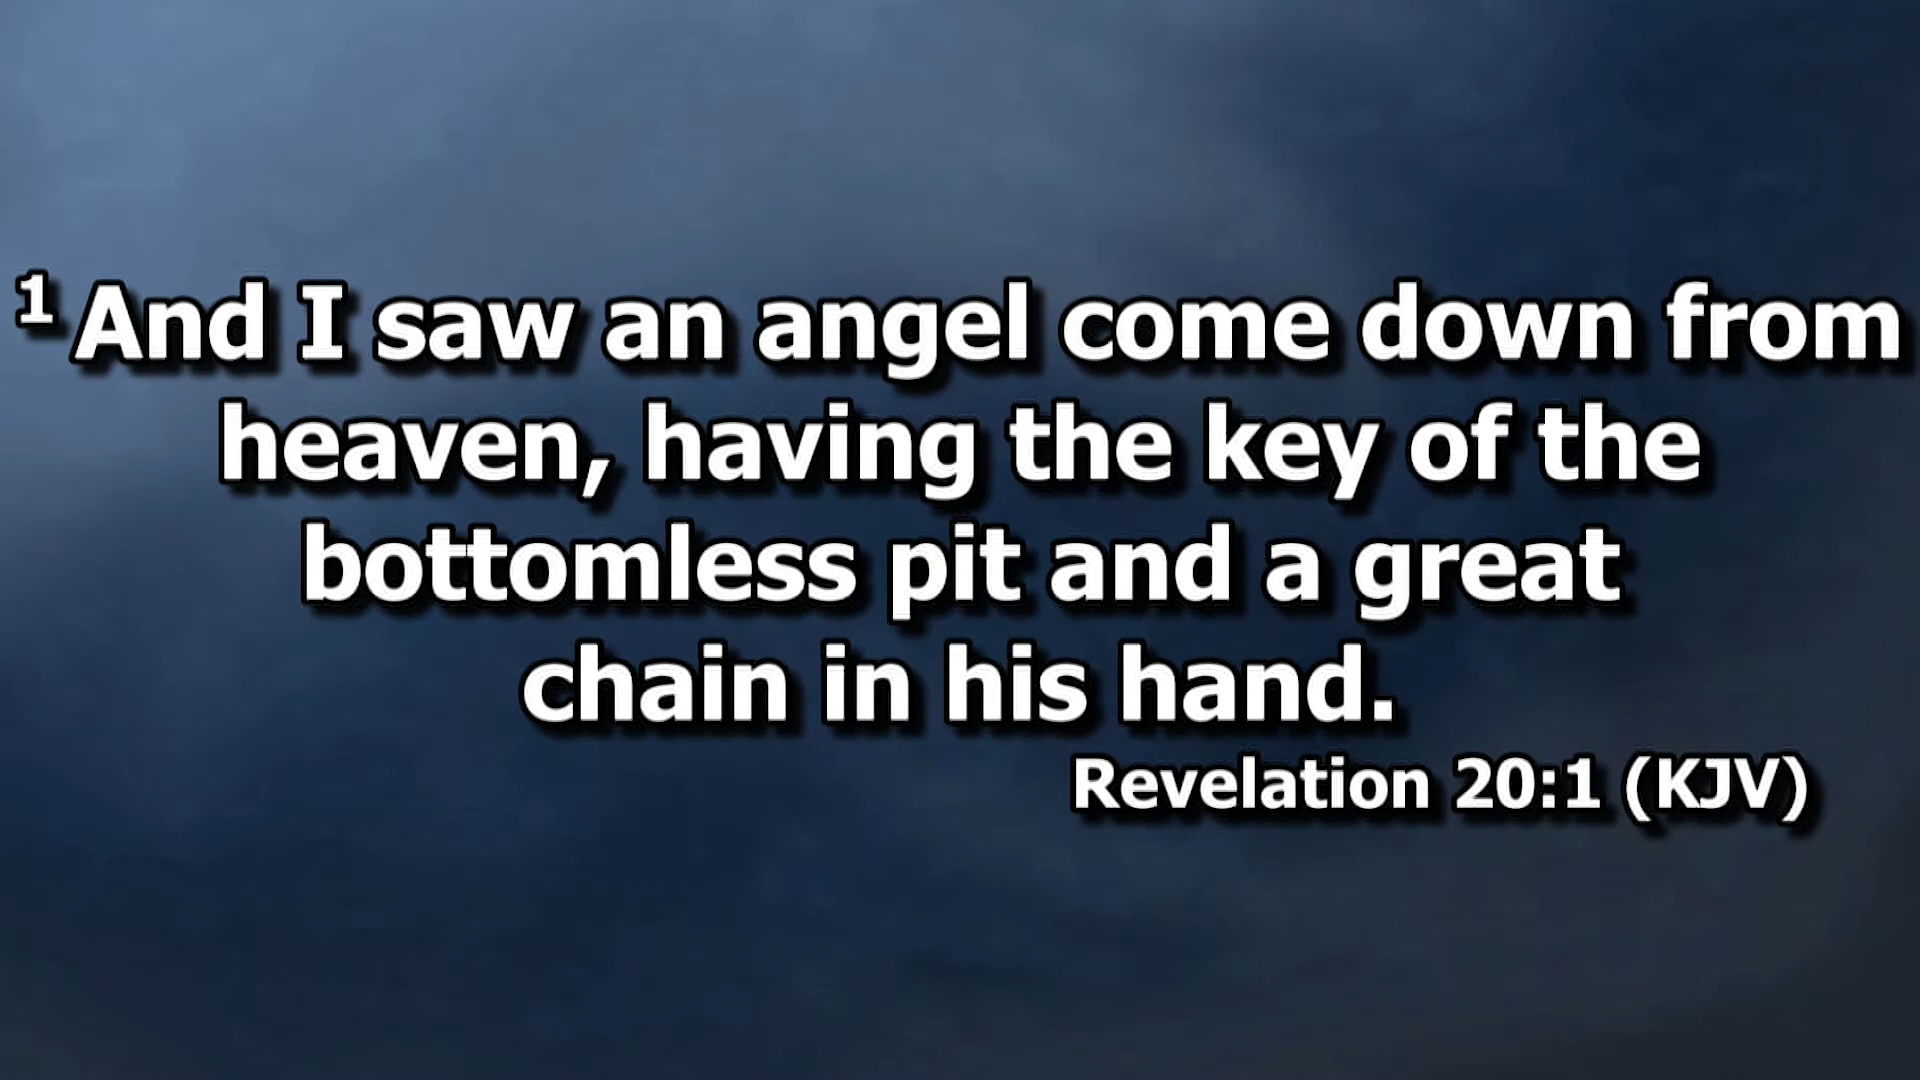 1 And I saw an angel come down from
heaven, having the key of the
bottomless pit and a great
chain in his hand.
Revelation 20:1 (KJV)